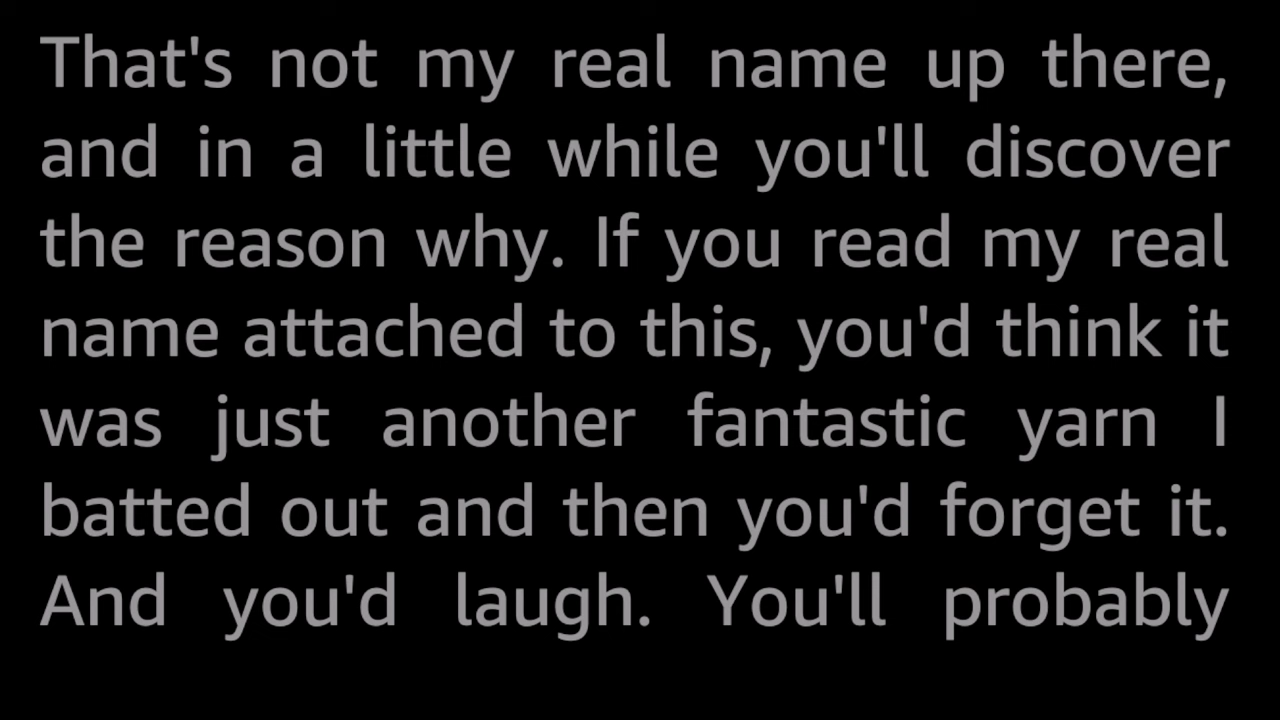 That's not my real name up there,
and in a little while you'll discover
the reason why. If you read my real
name attached to this, you'd think it
was just another fantastic yarn I
batted out and then you'd forget it.
And you'd laugh. You'll probably